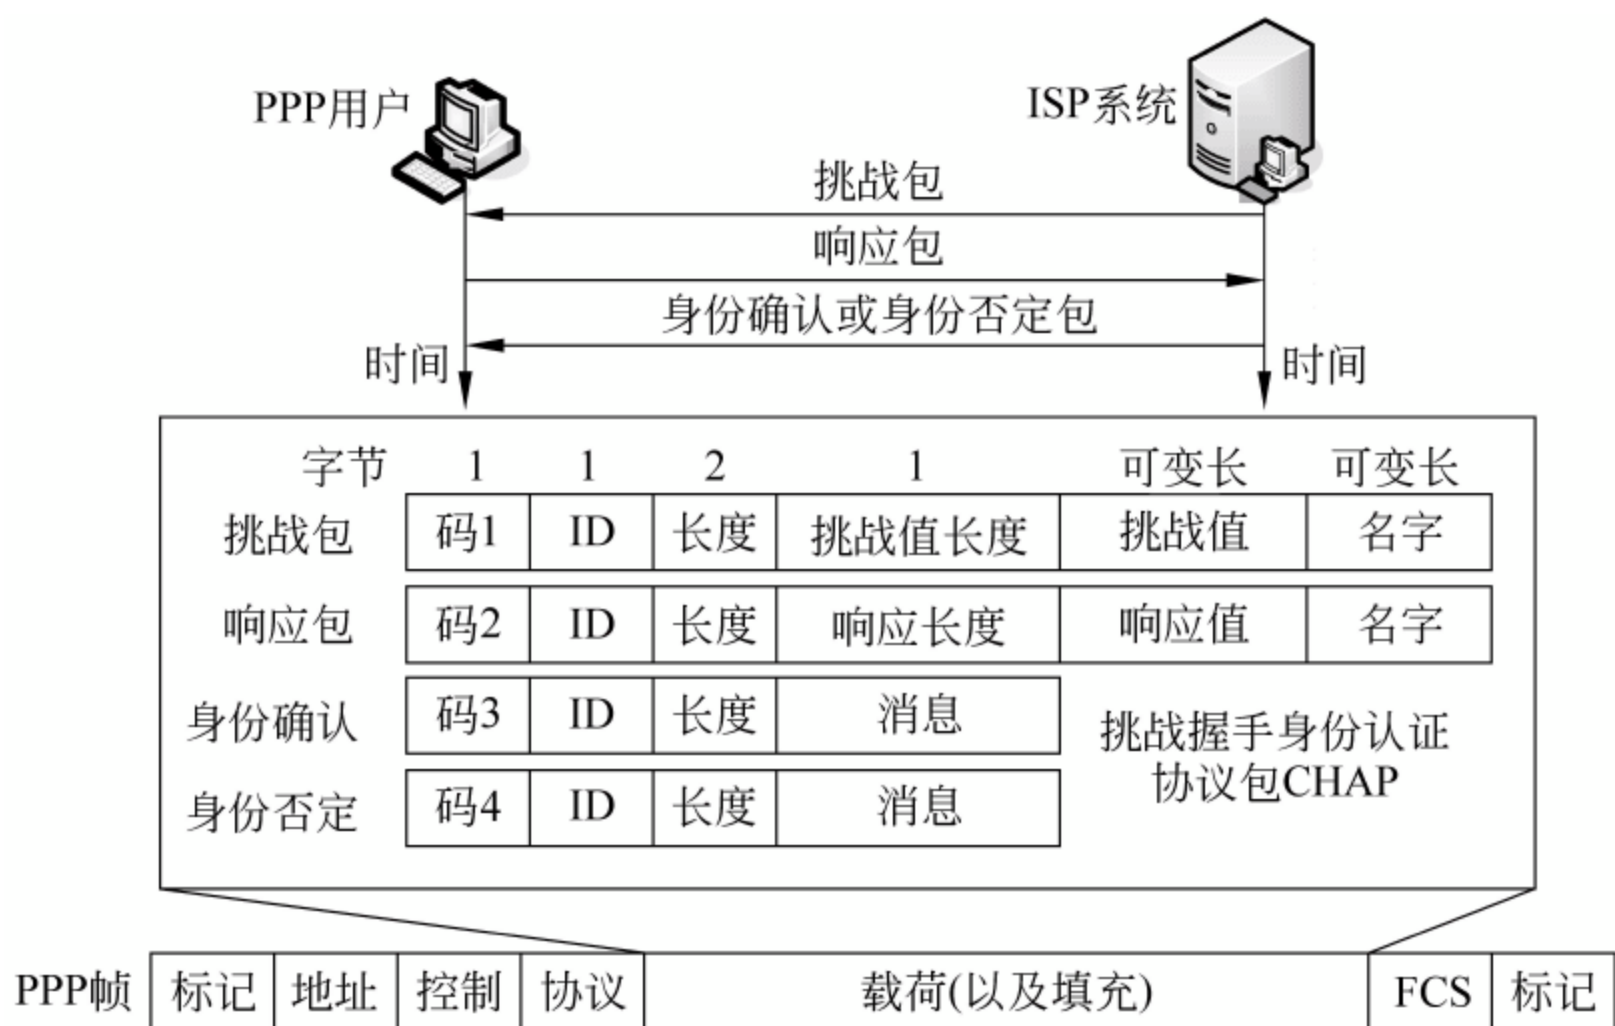 PPP用户
ISP系统
挑战包
响应包
身份确认或身份否定包
时间 时间
字节 1 1 2 1 可变长 可变长
挑战包 码1 ID 长度 挑战值长度 挑战值 名字
响应包 码2 ID 长度 响应长度 响应值 名字
身份确认 码3 ID 长度 消息
身份否定 码4 ID 长度 消息
挑战握手身份认证
协议包CHAP
PPP帧 标记 地址 控制 协议 载荷(以及填充) FCS 标记